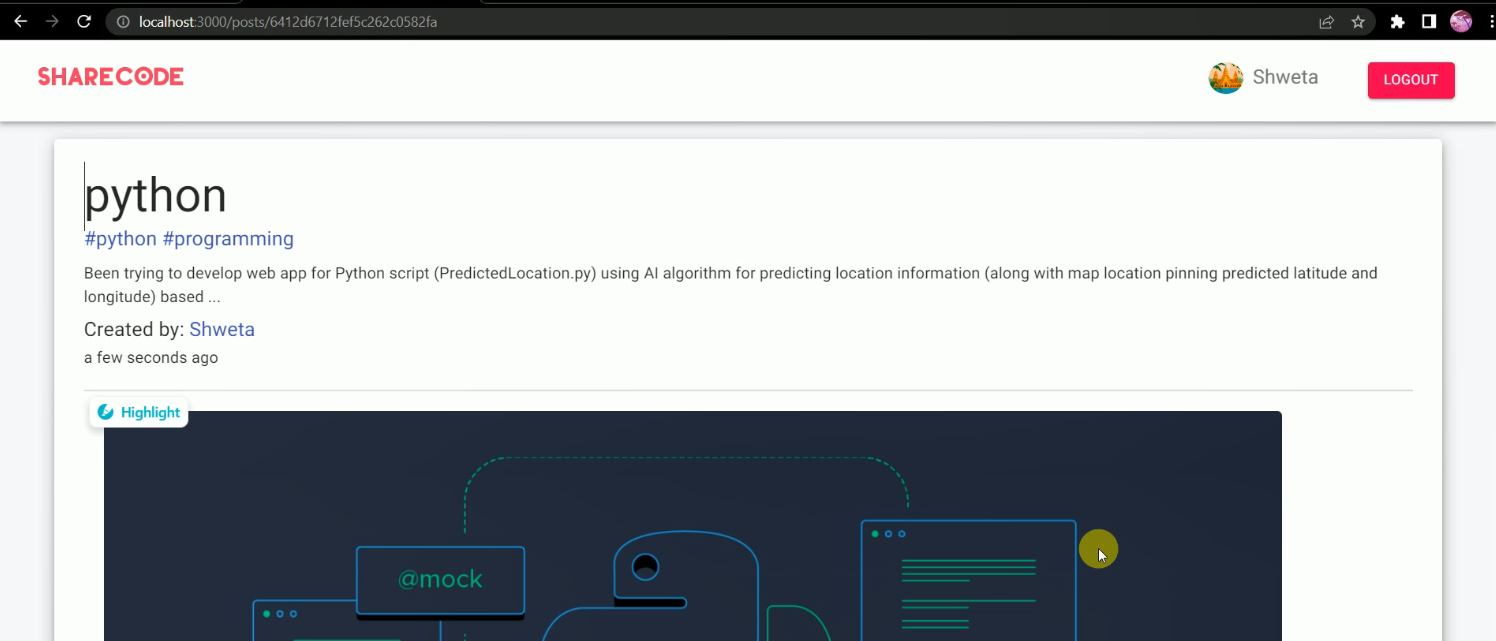 localhost:3000/posts/6412d6712fef5c262c0582fa
SHARECODE
Shweta
LOGOUT
python
#python #programming
Been trying to develop web app for Python script (PredictedLocation.py) using AI algorithm for predicting location information (along with map location pinning predicted latitude and
longitude) based ...
Created by: Shweta
a few seconds ago
Highlight
@mock